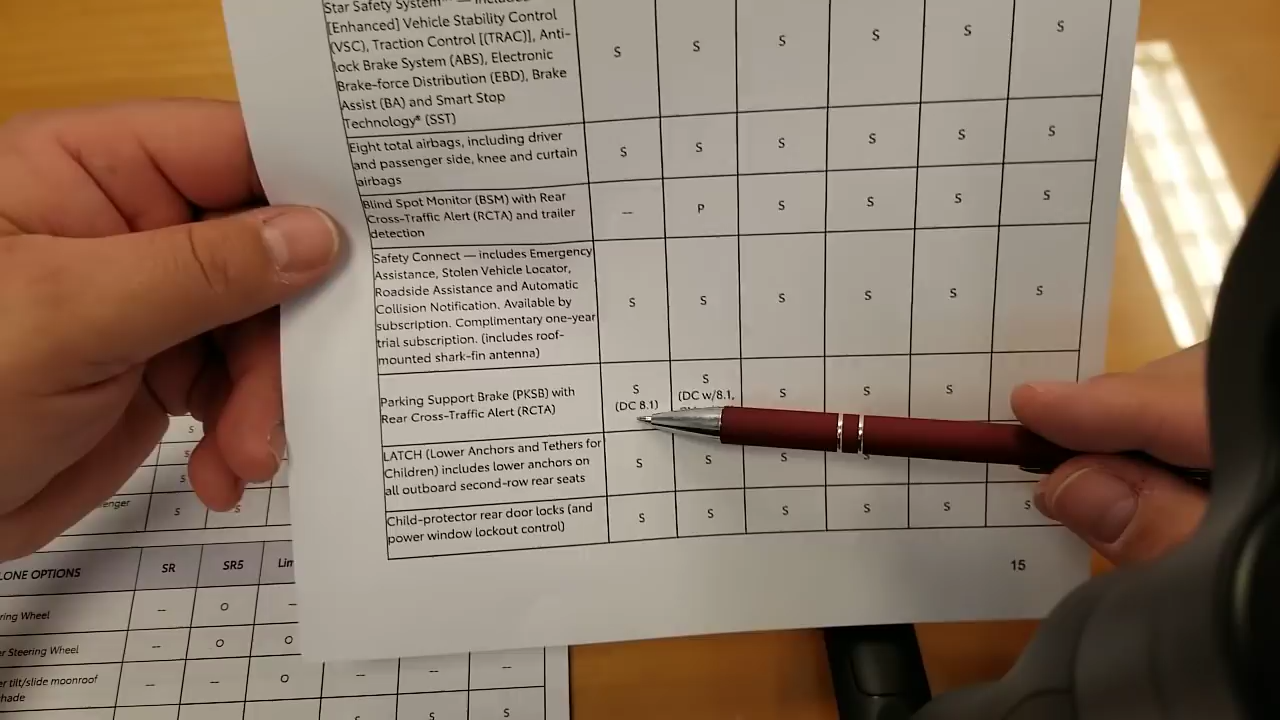 Star Safety System
[Enhanced] Vehicle Stability Control
(VSC), Traction Control [(TRAC)], Anti-
lock Brake System (ABS), Electronic
Brake-force Distribution (EBD), Brake
Assist (BA) and Smart Stop
Technology® (SST)
S S S S S S
Eight total airbags, including driver
and passenger side, knee and curtain
airbags
S S S S S S
Blind Spot Monitor (BSM) with Rear
Cross-Traffic Alert (RCTA) and trailer
detection
-- P S S S S
Safety Connect — includes Emergency
Assistance, Stolen Vehicle Locator,
Roadside Assistance and Automatic
Collision Notification. Available by
subscription. Complimentary one-year
trial subscription. (includes roof-
mounted shark-fin antenna)
S S S S S S
Parking Support Brake (PKSB) with
Rear Cross-Traffic Alert (RCTA)
S
(DC 8.1)
S
(DC w/8.1,
S S S
LATCH (Lower Anchors and Tethers for
Children) includes lower anchors on
all outboard second-row rear seats
S S S S
Child-protector rear door locks (and
power window lockout control)
S S S S S S
15
S
S
S
S S
LONE OPTIONS SR SR5 Lim
ring Wheel -- O --
er Steering Wheel -- O O
er tilt/slide moonroof
hade
-- -- O -- -- --
S S S